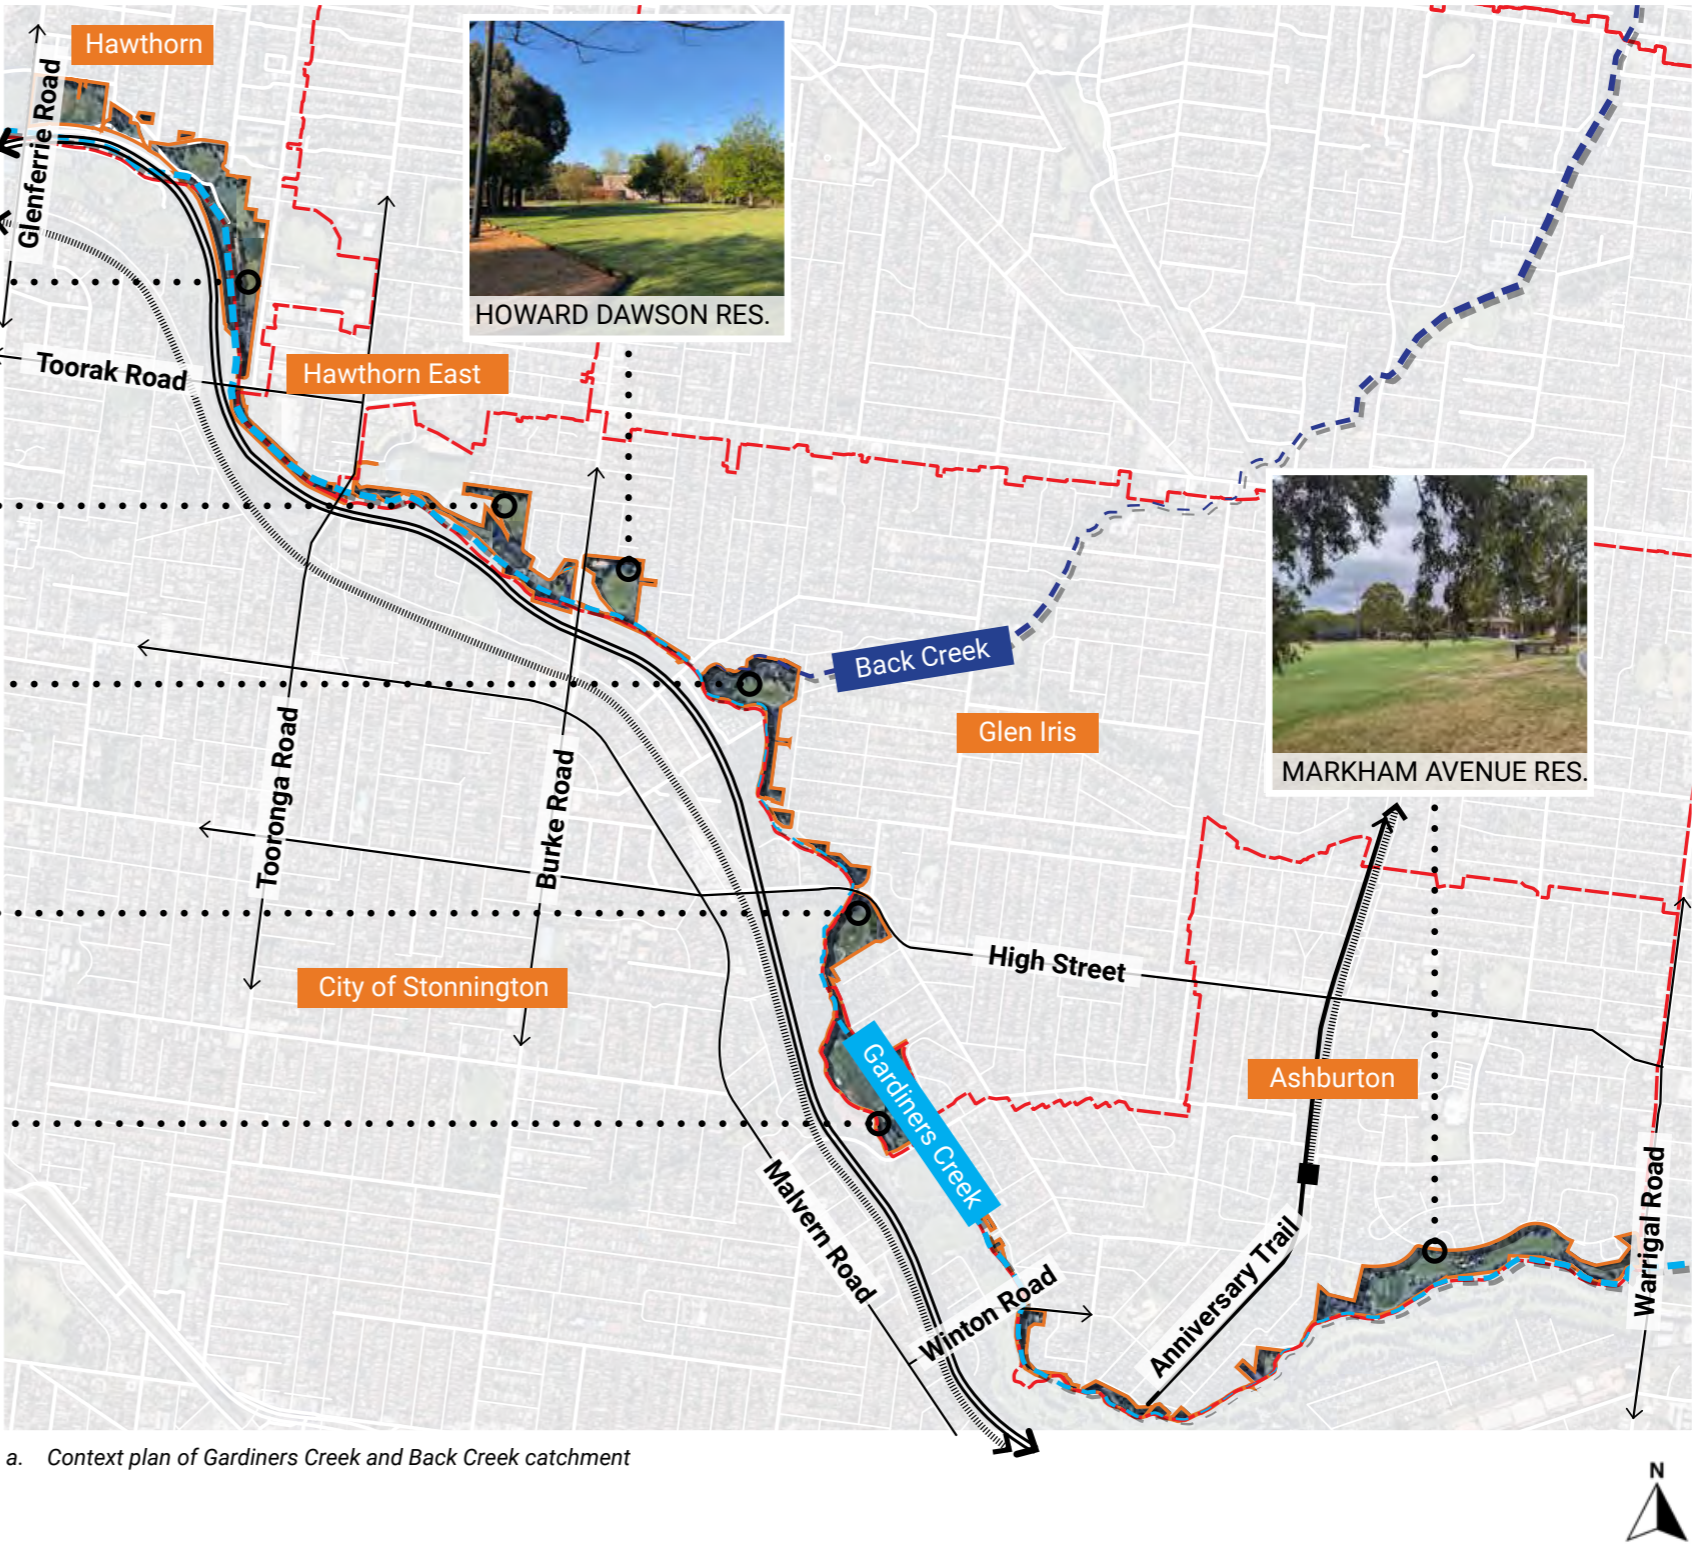 Hawthorn
Glenferrie Road
HOWARD DAWSON RES.
Toorak Road
Hawthorn East
Back Creek
Glen Iris
MARKHAM AVENUE RES.
Tooronga Road
Burke Road
High Street
City of Stonnington
Gardiners Creek
Ashburton
Malvern Road
Winton Road
Anniversary Trail
Warrigal Road
a. Context plan of Gardiners Creek and Back Creek catchment
N